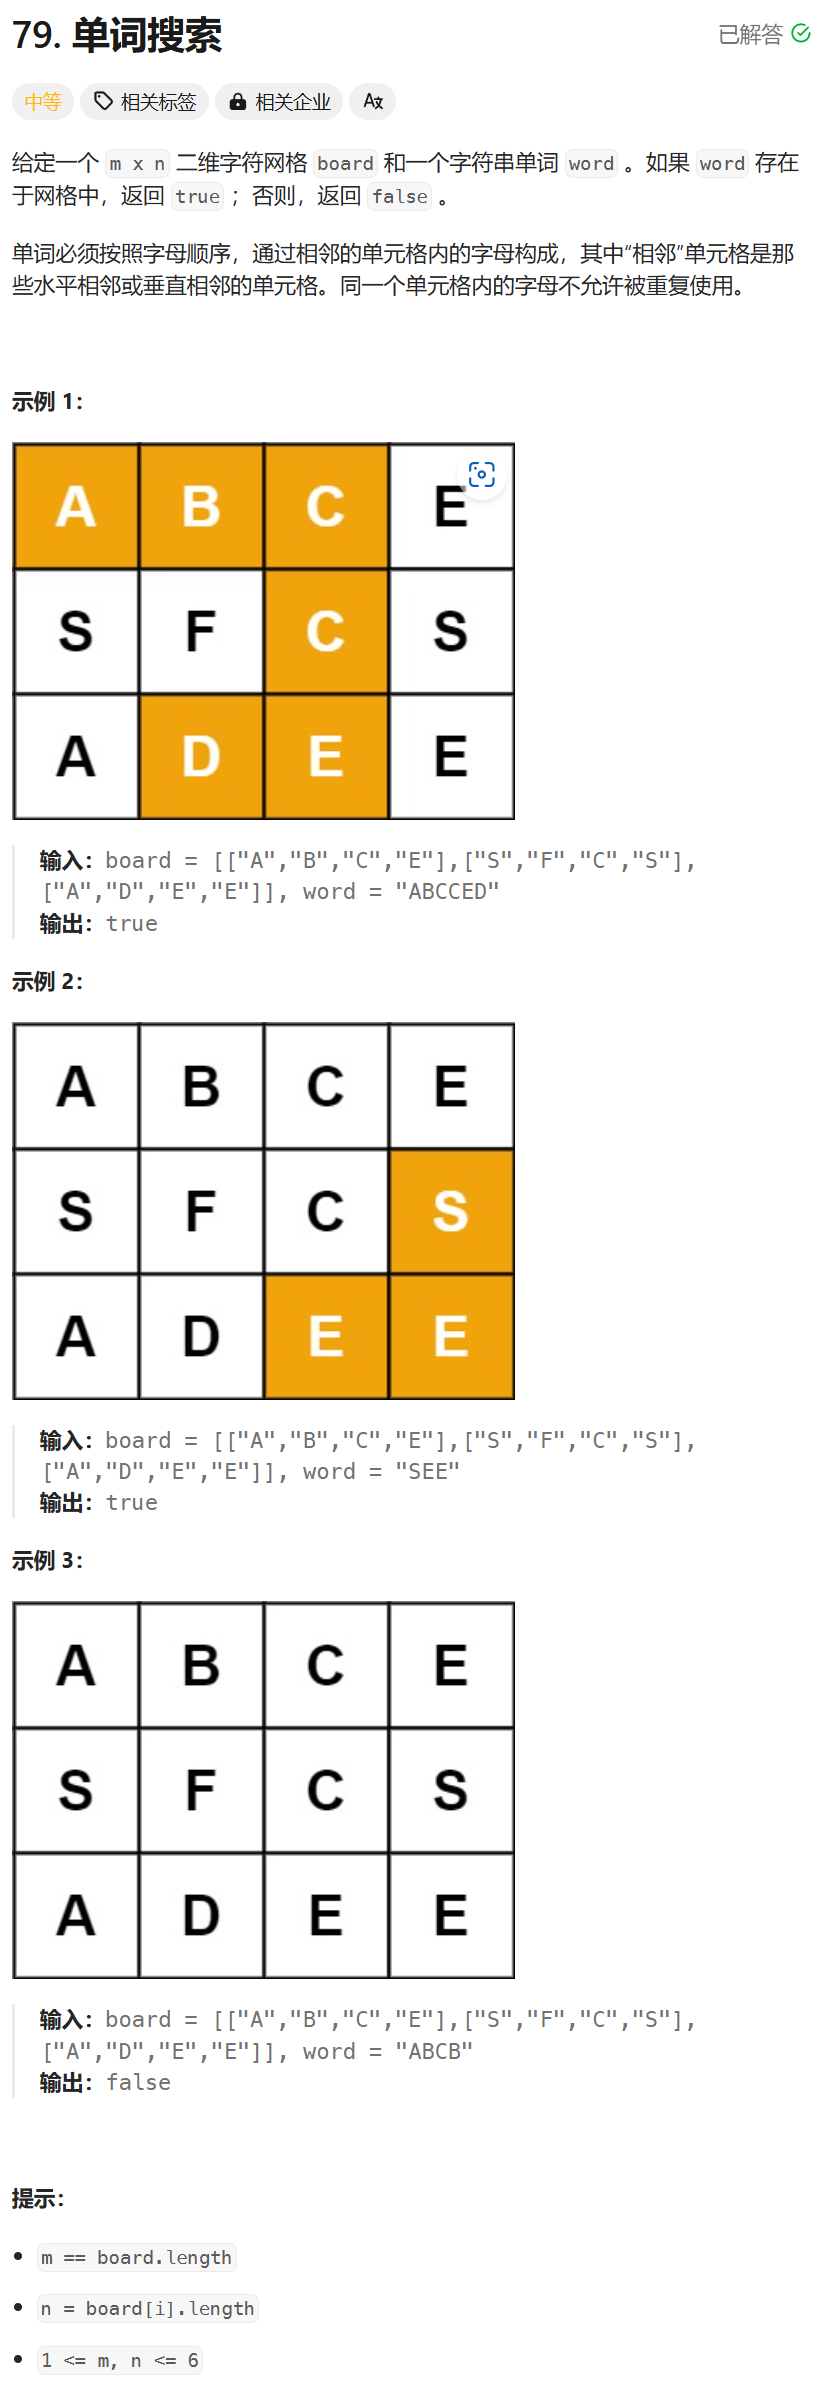 79. 单词搜索
已解答
中等 相关标签 相关企业
给定一个 m x n 二维字符网格 board 和一个字符串单词 word 。如果 word 存在
于网格中，返回 true ；否则，返回 false 。
单词必须按照字母顺序，通过相邻的单元格内的字母构成，其中“相邻”单元格是那
些水平相邻或垂直相邻的单元格。同一个单元格内的字母不允许被重复使用。
示例 1：
A B C E
S F C S
A D E E
输入：board = [["A","B","C","E"],["S","F","C","S"],
["A","D","E","E"]], word = "ABCCED"
输出：true
示例 2：
A B C E
S F C S
A D E E
输入：board = [["A","B","C","E"],["S","F","C","S"],
["A","D","E","E"]], word = "SEE"
输出：true
示例 3：
A B C E
S F C S
A D E E
输入：board = [["A","B","C","E"],["S","F","C","S"],
["A","D","E","E"]], word = "ABCB"
输出：false
提示：
m == board.length
n = board[i].length
1 <= m, n <= 6